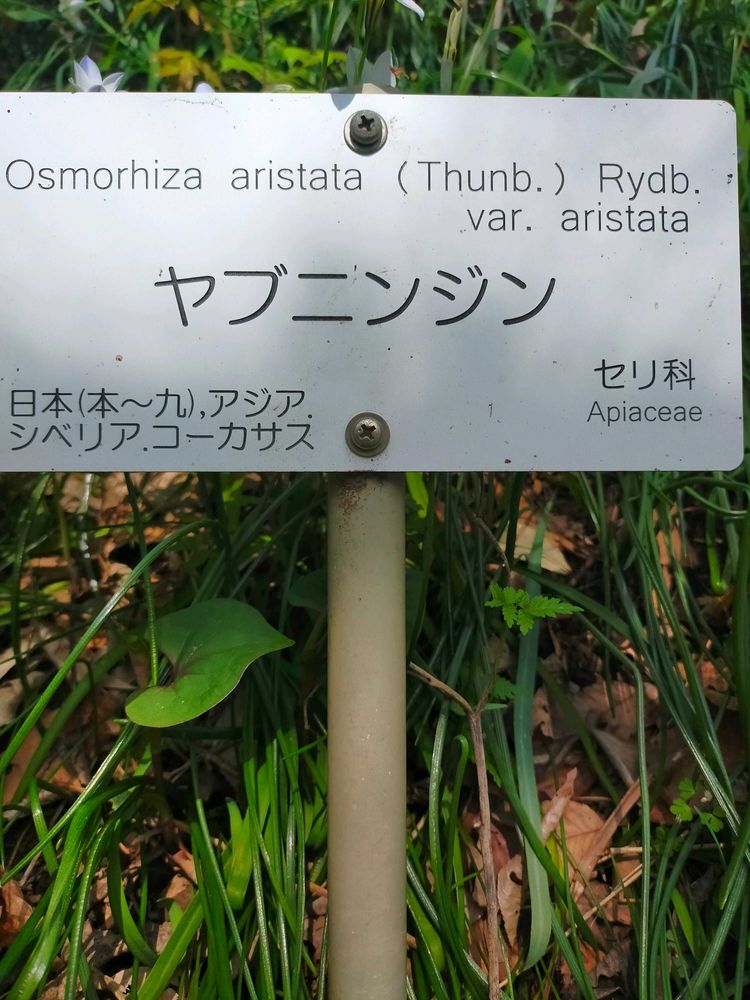 Osmorhiza aristata (Thunb.) Rydb.
var. aristata
ヤブニンジン
セリ科
Apiaceae
日本(本～九),アジア.
シベリア.コーカサス